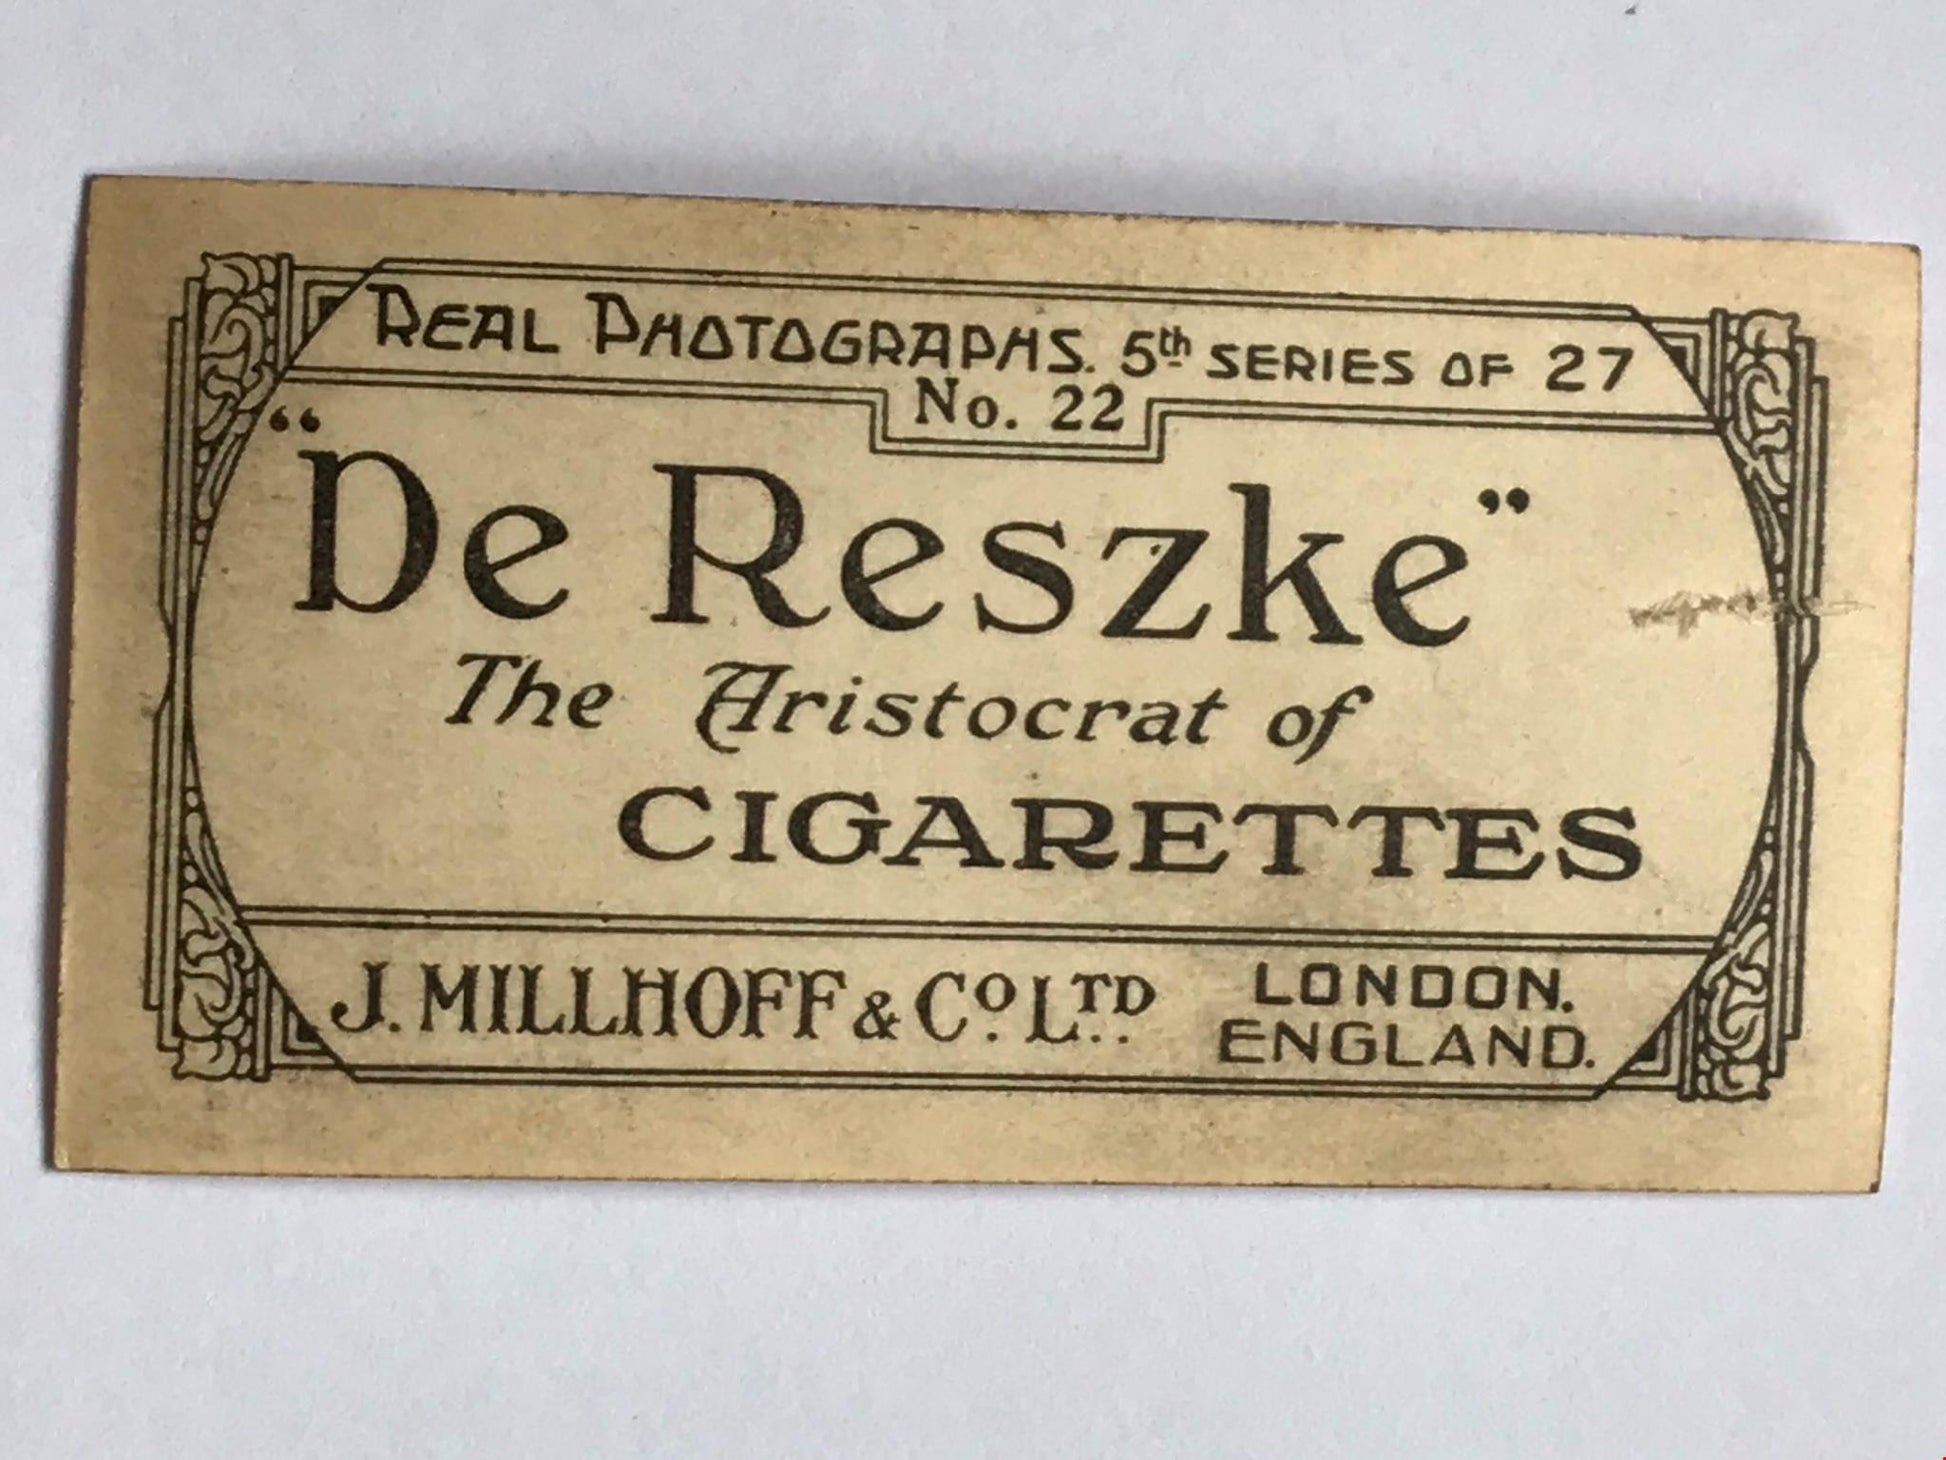 REAL PHOTOGRAPHS. 5th SERIES OF 27
No. 22
“De Reszke”
The Aristocrat of
CIGARETTES
J. MILLHOFF & Co. LTD.
LONDON.
ENGLAND.